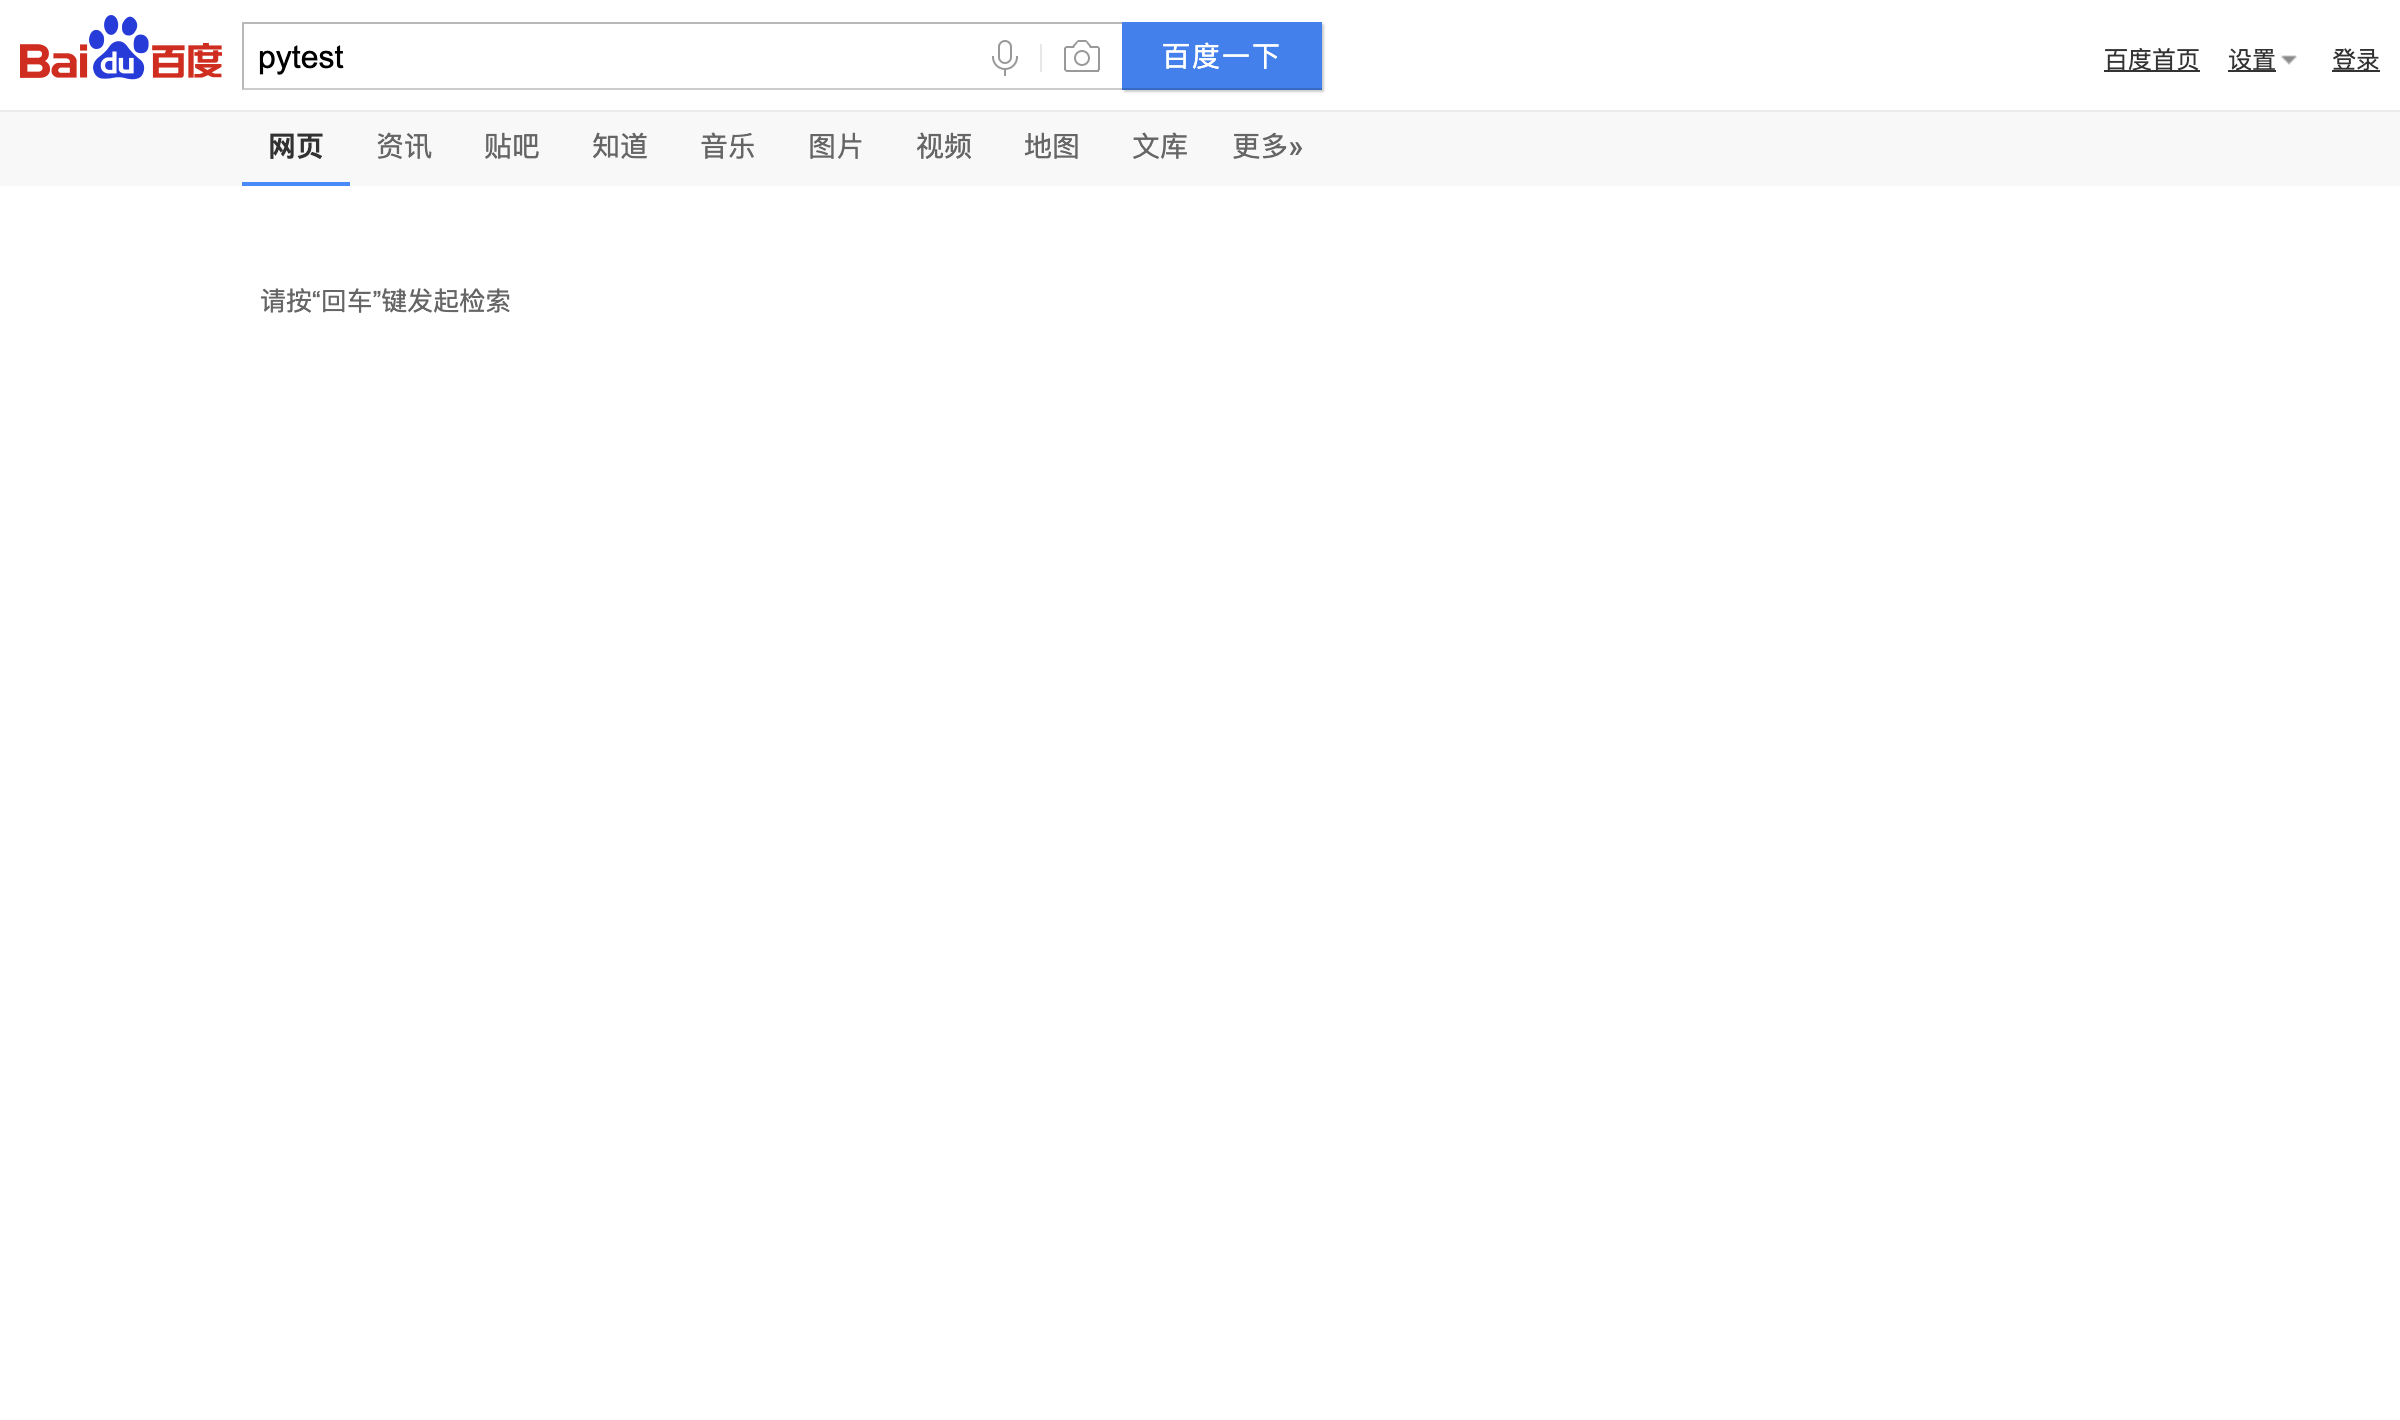 Bai du 百度 pytest 百度一下 百度首页 设置 登录
网页 资讯 贴吧 知道 音乐 图片 视频 地图 文库 更多»
请按“回车”键发起检索